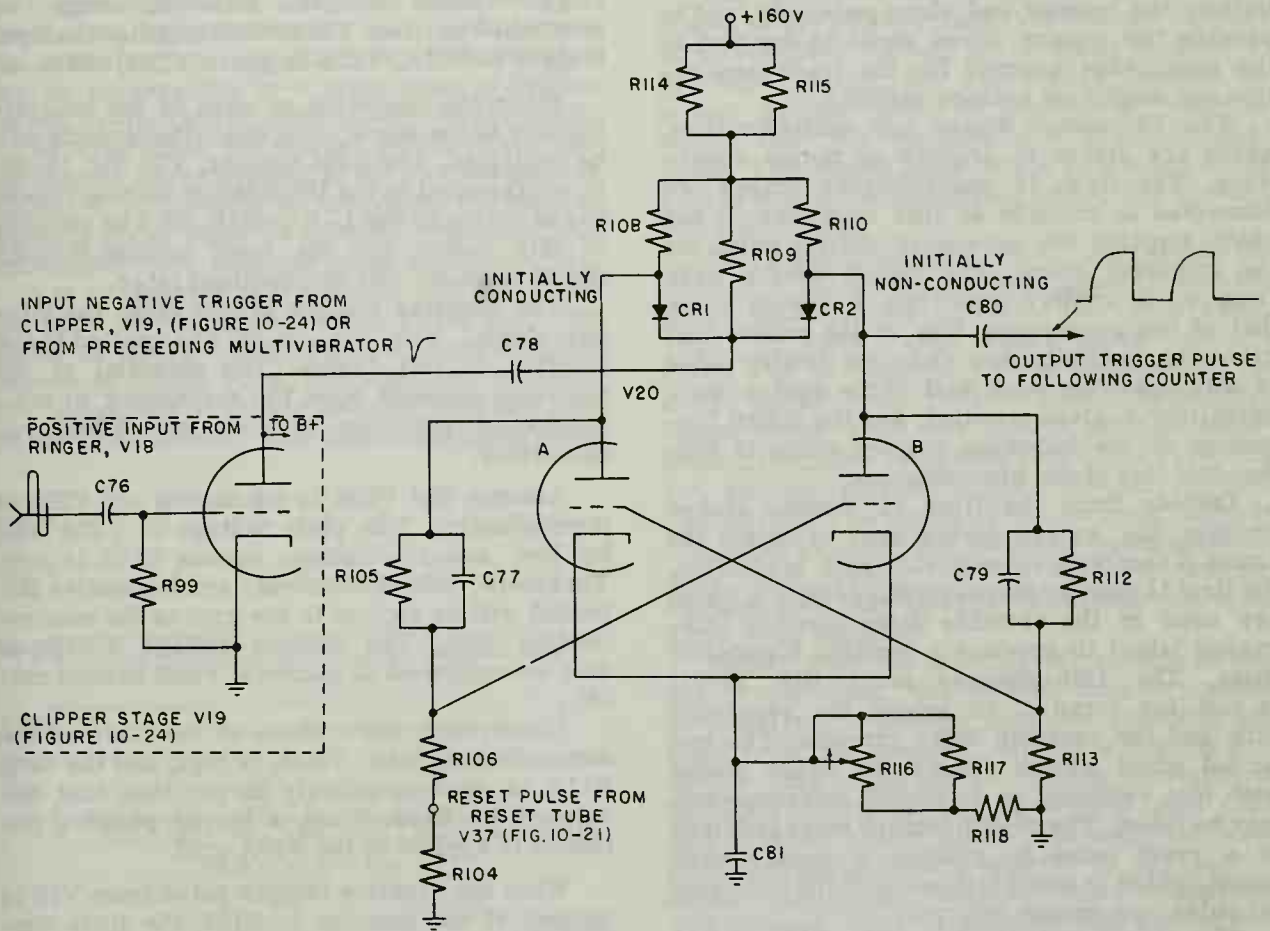 +160V
R114
R115
R108
R110
R109
INITIALLY
CONDUCTING
INITIALLY
NON-CONDUCTING
CR1
CR2
C80
INPUT NEGATIVE TRIGGER FROM
CLIPPER, V19, (FIGURE 10-24) OR
FROM PRECEEDING MULTIVIBRATOR
C78
OUTPUT TRIGGER PULSE
TO FOLLOWING COUNTER
V20
POSITIVE INPUT FROM
RINGER, V18
TO B+
A
B
C76
R99
R105
C77
C79
R112
CLIPPER STAGE V19
(FIGURE 10-24)
R106
R116
R117
R113
R118
RESET PULSE FROM
RESET TUBE
V37 (FIG. 10-21)
C81
R104